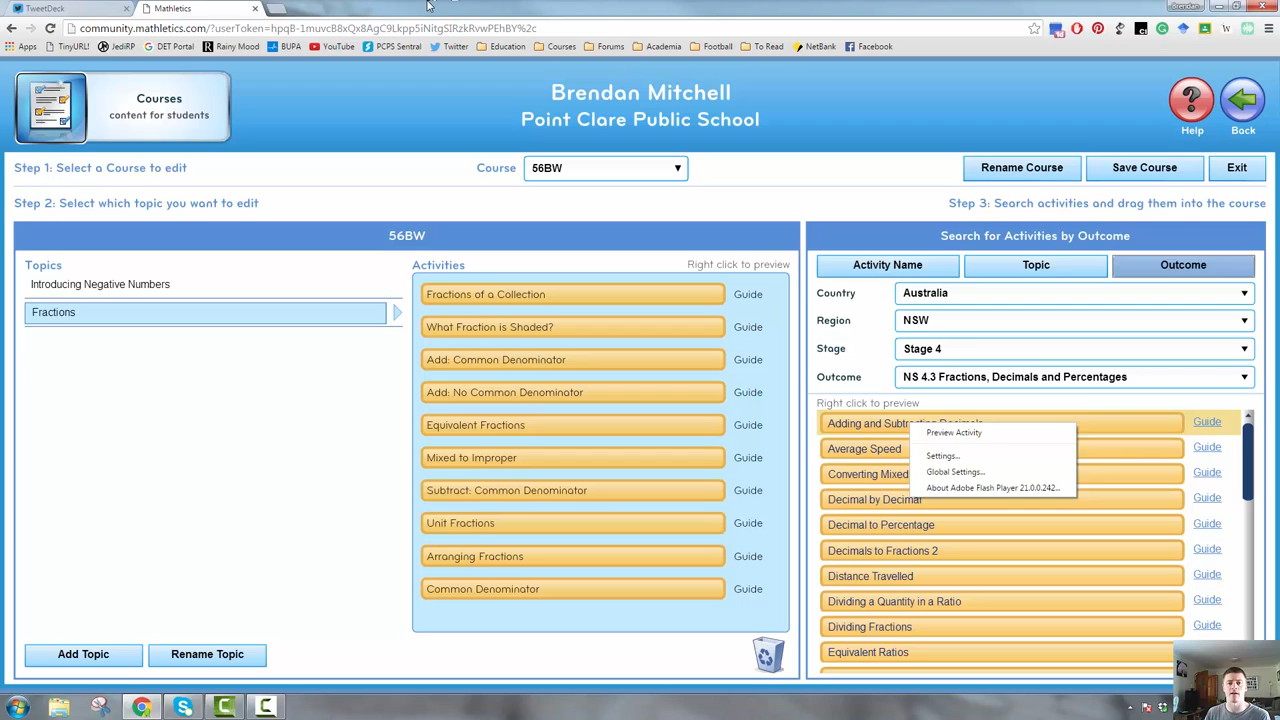 TweetDeck
Mathletics
Brendan
community.mathletics.com/?userToken=hpqB-1muvcB8xQx8AgC9Lkpp5iNitgSIRzkRvwPEhBY%2c
Apps
TinyURL!
JediRP
DET Portal
Rainy Mood
BUPA
YouTube
PCPS Sentral
Twitter
Education
Courses
Forums
Academia
Football
To Read
NetBank
Facebook
Courses
content for students
Brendan Mitchell
Point Clare Public School
Help
Back
Step 1: Select a Course to edit
Course
56BW
Rename Course
Save Course
Exit
Step 2: Select which topic you want to edit
Step 3: Search activities and drag them into the course
56BW
Topics
Introducing Negative Numbers
Fractions
Activities
Right click to preview
Fractions of a Collection
Guide
What Fraction is Shaded?
Guide
Add: Common Denominator
Guide
Add: No Common Denominator
Guide
Equivalent Fractions
Guide
Mixed to Improper
Guide
Subtract: Common Denominator
Guide
Unit Fractions
Guide
Arranging Fractions
Guide
Common Denominator
Guide
Add Topic
Rename Topic
Search for Activities by Outcome
Activity Name
Topic
Outcome
Country
Australia
Region
NSW
Stage
Stage 4
Outcome
NS 4.3 Fractions, Decimals and Percentages
Right click to preview
Adding and Subtracting Decimals
Guide
Preview Activity
Settings...
Global Settings...
About Adobe Flash Player 21.0.0.242...
Average Speed
Guide
Converting Mixed
Guide
Decimal by Decimal
Guide
Decimal to Percentage
Guide
Decimals to Fractions 2
Guide
Distance Travelled
Guide
Dividing a Quantity in a Ratio
Guide
Dividing Fractions
Guide
Equivalent Ratios